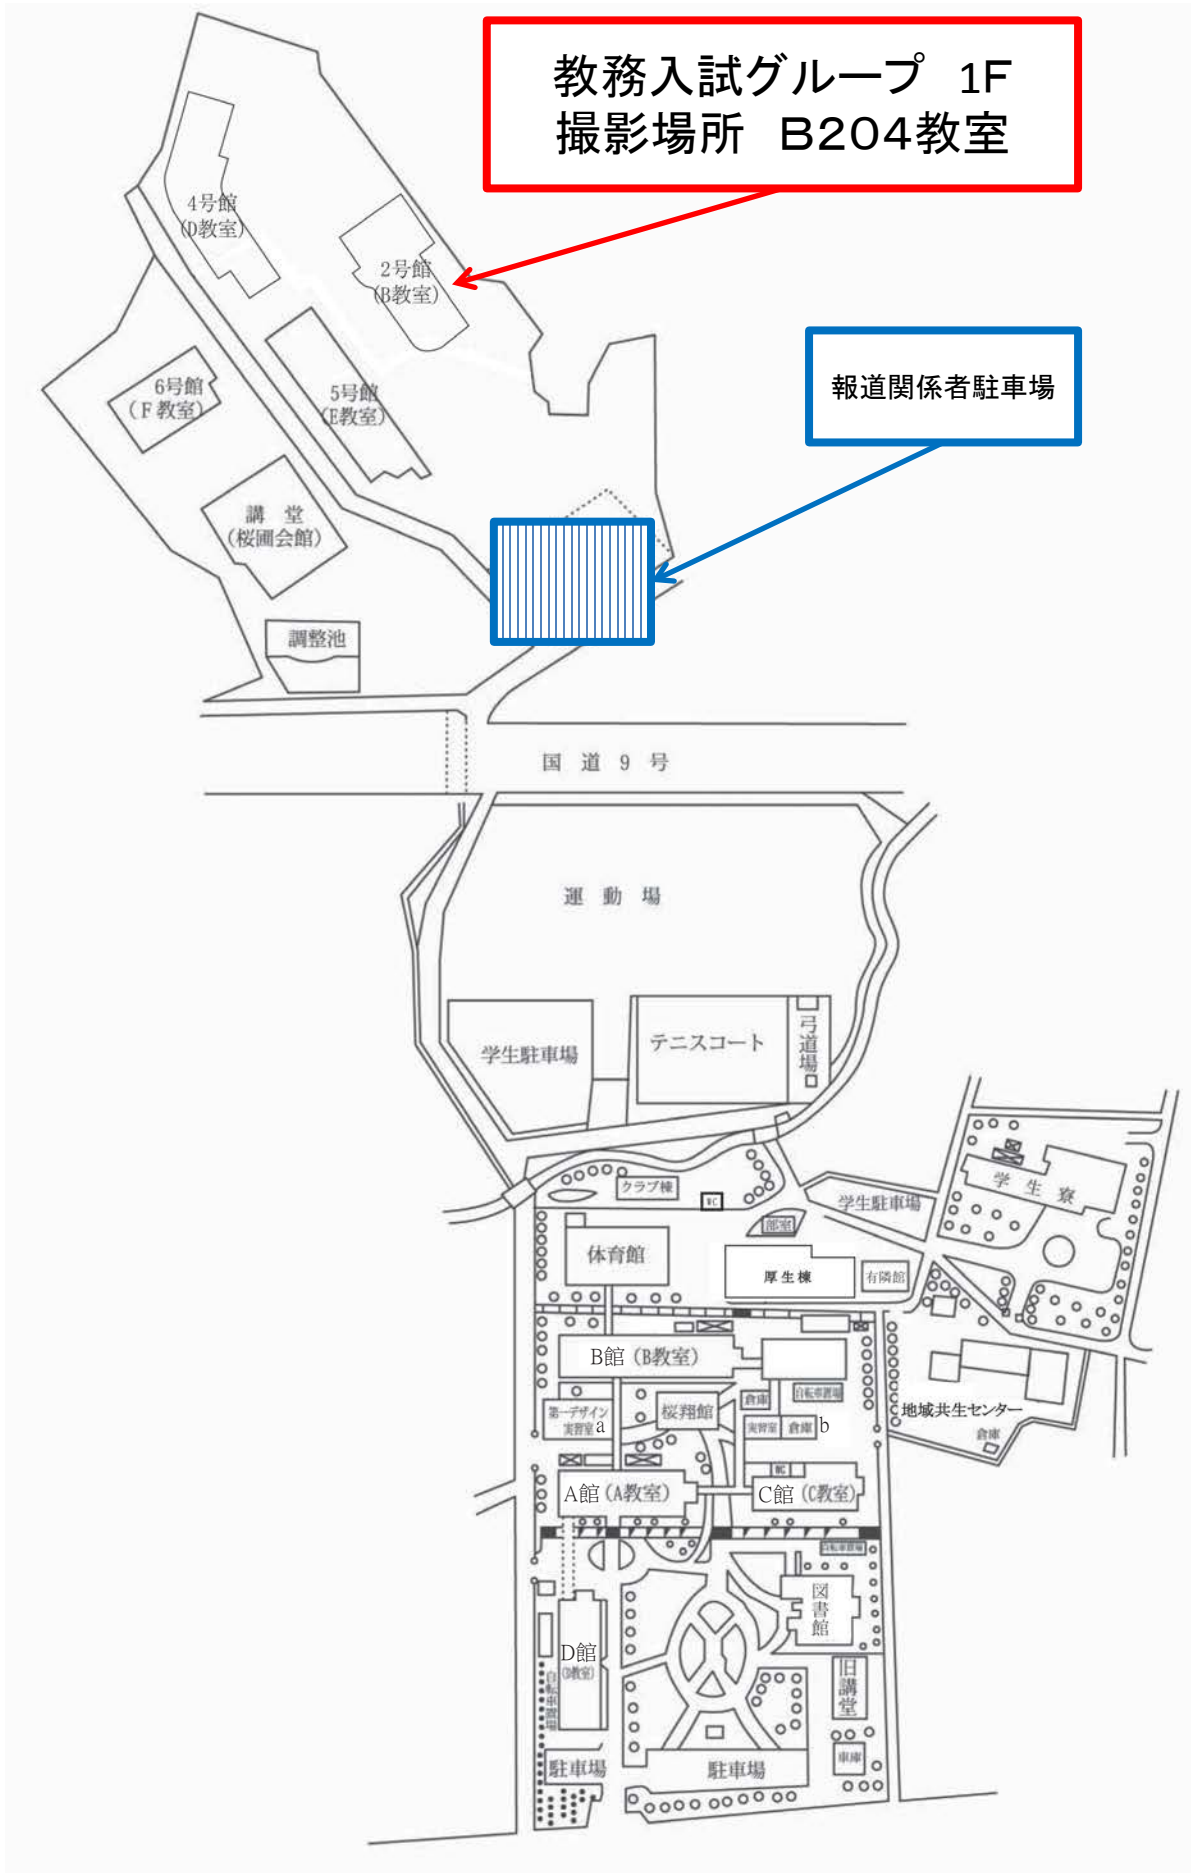 教務入試グループ 1F
撮影場所 B204教室
4号館
(D教室)
2号館
(B教室)
報道関係者駐車場
6号館
(F教室)
5号館
(E教室)
講 堂
(桜圃会館)
調整池
国 道 9 号
運 動 場
学生駐車場
テニスコート
弓道場
クラブ棟
WC
学生駐車場
学 生 寮
部室
体育館
厚生棟
有隣館
B館(B教室)
自転車置場
倉庫
桜翔館
第一デザイン
実習室a
実習室
倉庫
b
地域共生センター
倉庫
WC
A館(A教室)
C館(C教室)
自転車置場
図書館
D館
(D教室)
自転車置場
旧講堂
車庫
駐車場
駐車場